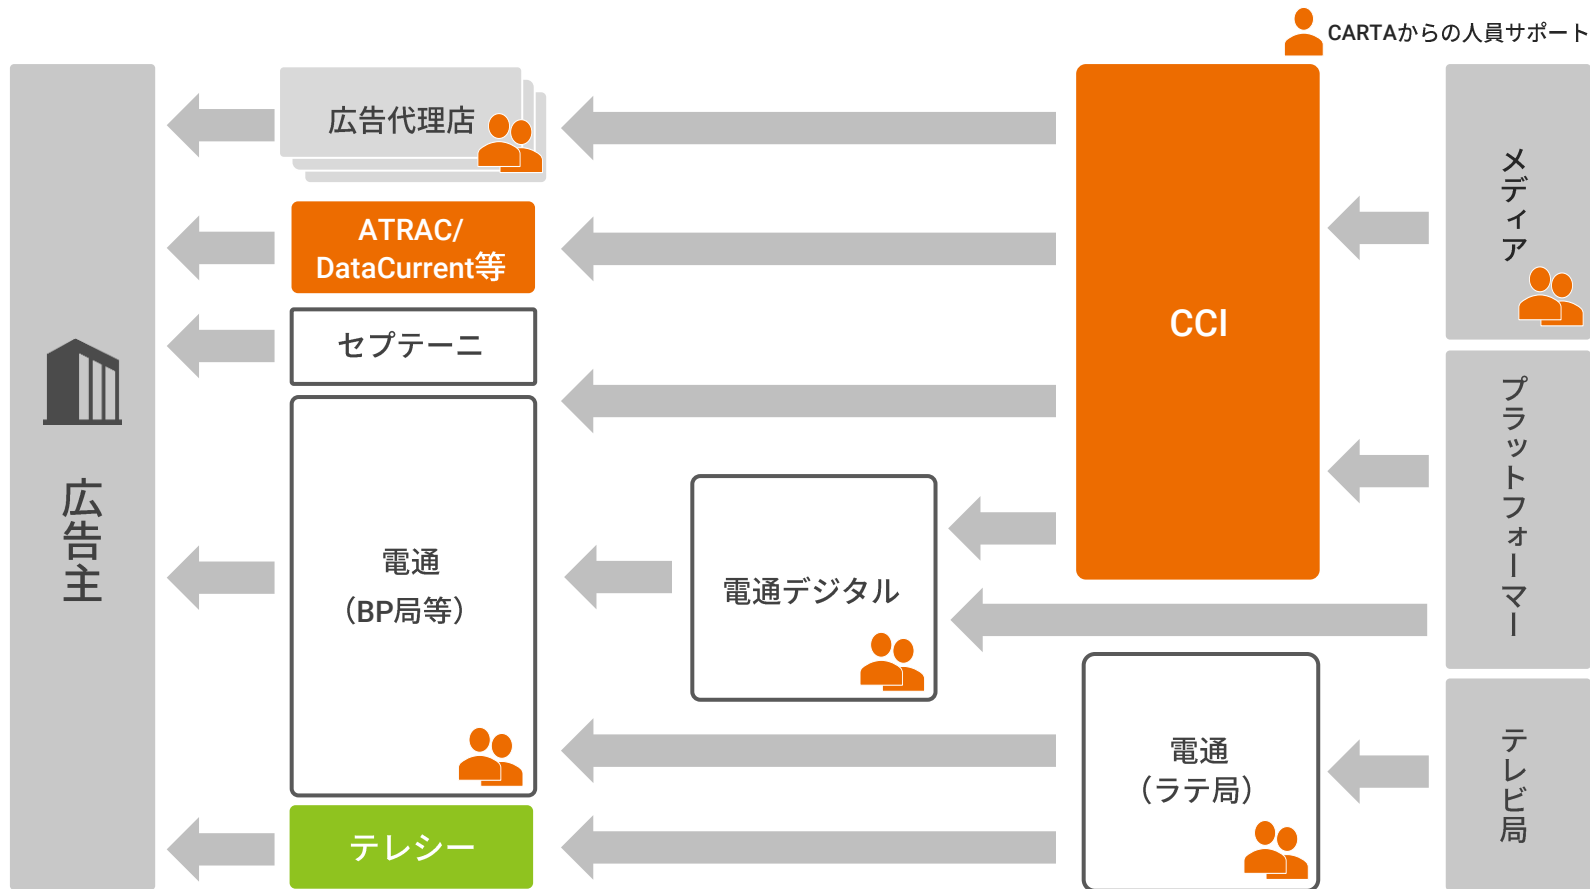 CARTAからの人員サポート
広告主
広告代理店
ATRAC/
DataCurrent等
セプテーニ
電通
（BP局等）
テレシー
電通デジタル
CCI
電通
（ラテ局）
メディア
プラットフォーマー
テレビ局